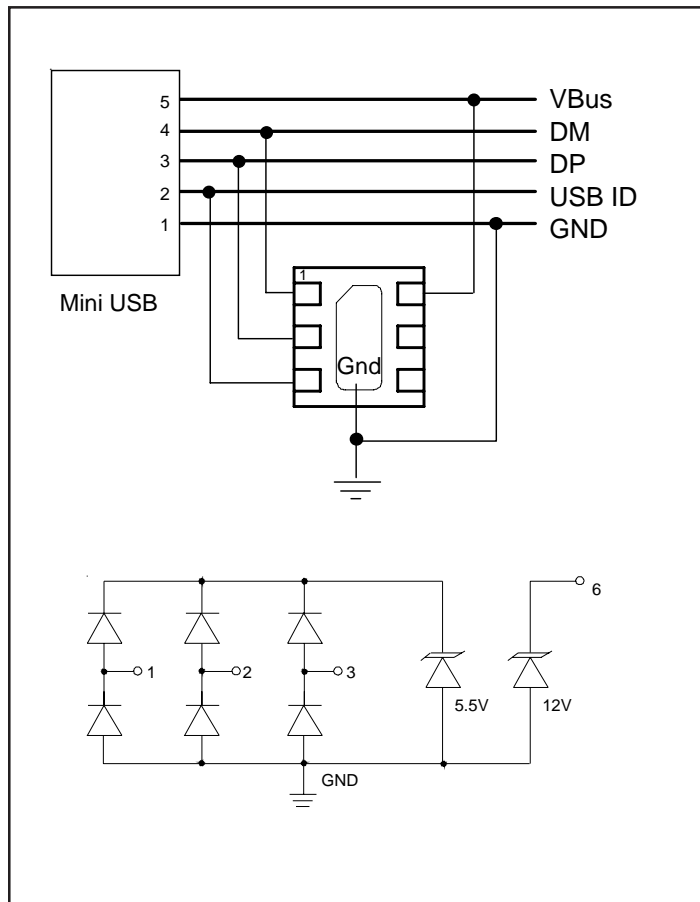 5 VBus
4 DM
3 DP
2 USB ID
1 GND
Mini USB
1
Gnd
6
1 2 3
5.5V 12V
GND